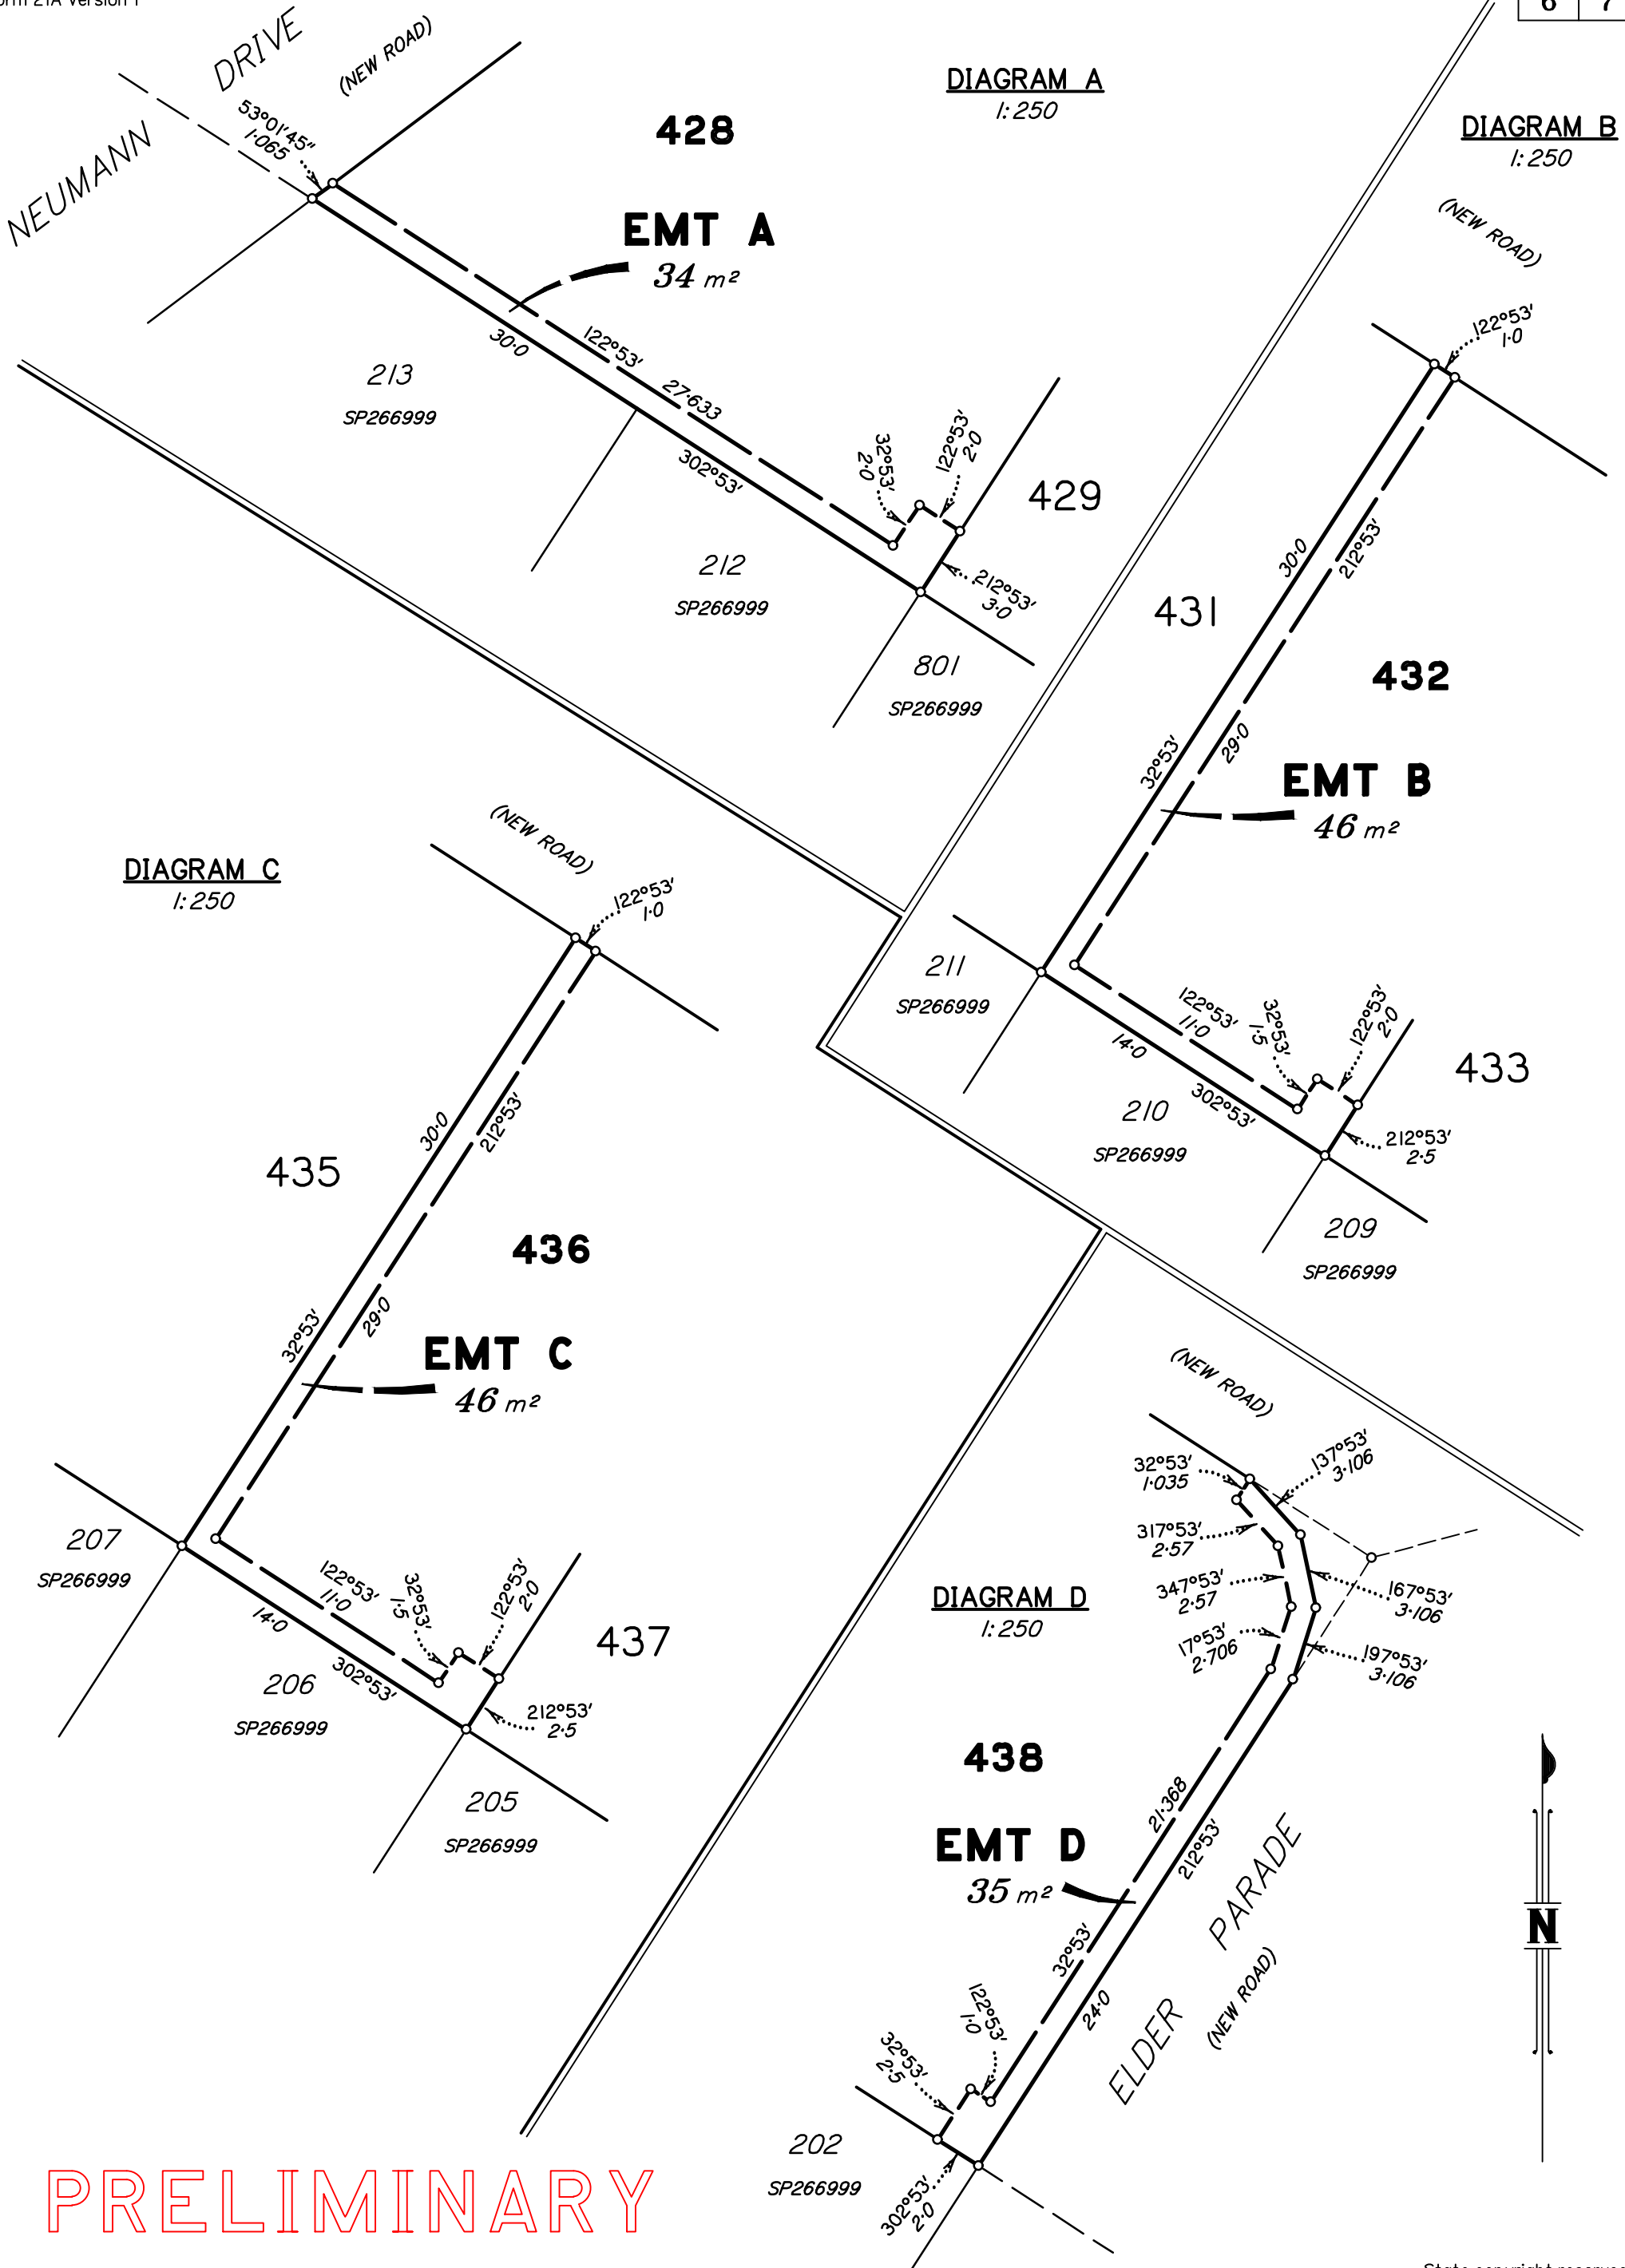 6 7
NEUMANN DRIVE
(NEW ROAD)
53°01'45"
1·065
DIAGRAM A
1:250
428
EMT A
34 m²
30·0
122°53'
27·633
302°53'
32°53'
2·0
122°53'
2·0
212°53'
3·0
429
213
SP266999
212
SP266999
801
SP266999
DIAGRAM B
1:250
(NEW ROAD)
122°53'
1·0
30·0
212°53'
431
432
32°53'
29·0
EMT B
46 m²
211
SP266999
122°53'
11·0
32°53'
1·5
122°53'
2·0
14·0
302°53'
433
210
SP266999
212°53'
2·5
209
SP266999
DIAGRAM C
1:250
(NEW ROAD)
122°53'
1·0
30·0
212°53'
435
436
32°53'
29·0
EMT C
46 m²
207
SP266999
122°53'
11·0
32°53'
1·5
122°53'
2·0
14·0
302°53'
437
206
SP266999
212°53'
2·5
205
SP266999
(NEW ROAD)
DIAGRAM D
1:250
32°53'
1·035
137°53'
3·106
317°53'
2·57
347°53'
2·57
167°53'
3·106
17°53'
2·706
197°53'
3·106
438
EMT D
35 m²
21·368
212°53'
32°53'
24·0
ELDER PARADE
(NEW ROAD)
122°53'
1·0
32°53'
2·5
202
SP266999
302°53'
2·0
N
PRELIMINARY